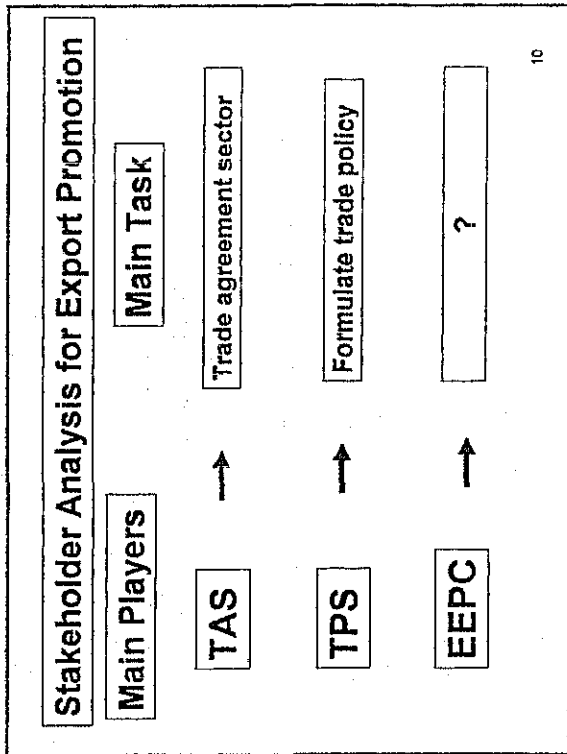 Stakeholder Analysis for Export Promotion
Main Players
Main Task
TAS
Trade agreement sector
TPS
Formulate trade policy
EEPC
?
10